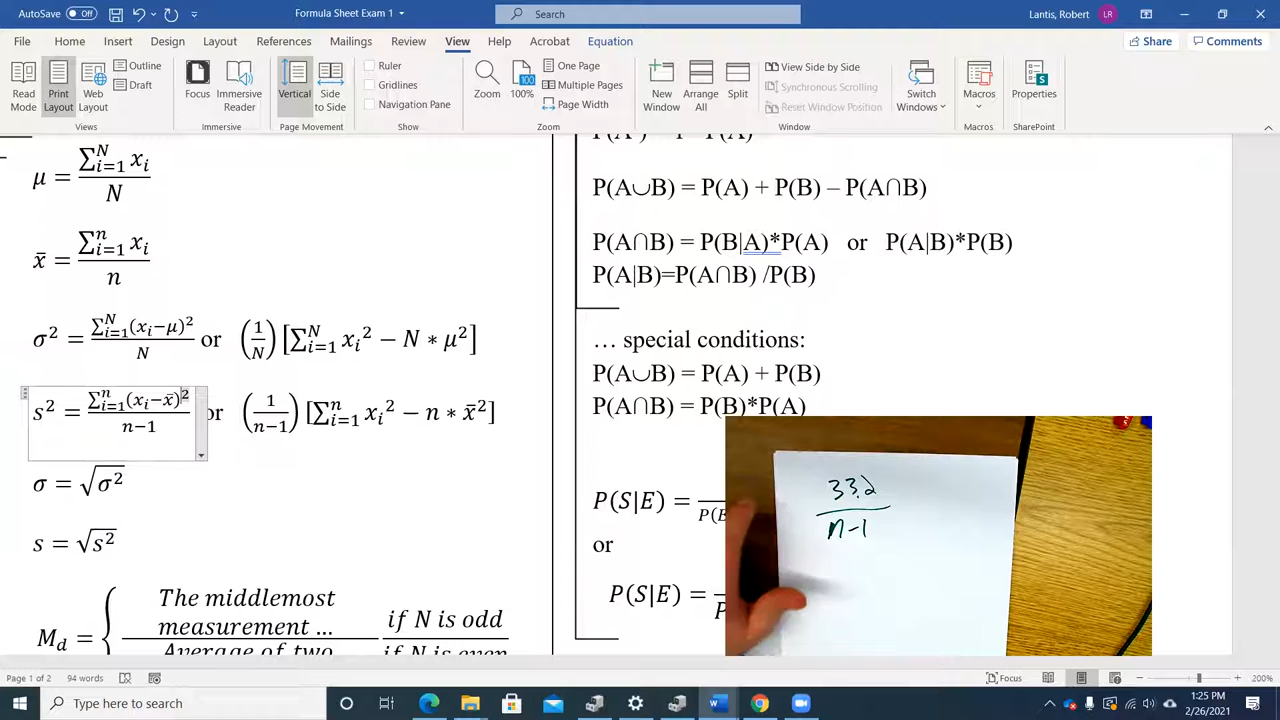 AutoSave Off Formula Sheet Exam 1 Search Lantis, Robert LR
File Home Insert Design Layout References Mailings Review View Help Acrobat Equation Share Comments
Read Mode Print Layout Web Layout Outline Draft Focus Immersive Reader Vertical Side to Side Ruler Gridlines Navigation Pane Zoom 100% One Page Multiple Pages Page Width New Window Arrange All Split View Side by Side Synchronous Scrolling Reset Window Position Switch Windows Macros Properties
Views Immersive Page Movement Show Zoom Window Macros SharePoint
μ = ∑_{i=1}^{N} x_i / N
x̄ = ∑_{i=1}^{n} x_i / n
σ² = ∑_{i=1}^{N} (x_i−μ)² / N or (1/N) [∑_{i=1}^{N} x_i² − N ∗ μ²]
s² = ∑_{i=1}^{n} (x_i−x̄)² / n−1 or (1/n−1) [∑_{i=1}^{n} x_i² − n ∗ x̄²]
σ = √σ²
s = √s²
M_d = { The middlemost
measurement … if N is odd
Average of two if N is even
P(A∪B) = P(A) + P(B) – P(A∩B)
P(A∩B) = P(B|A)*P(A) or P(A|B)*P(B)
P(A|B)=P(A∩B) /P(B)
… special conditions:
P(A∪B) = P(A) + P(B)
P(A∩B) = P(B)*P(A)
P(S|E) =
or
P(S|E) =
33.2
n-1
Page 1 of 2 94 words Focus 200%
Type here to search 1:25 PM
2/26/2021